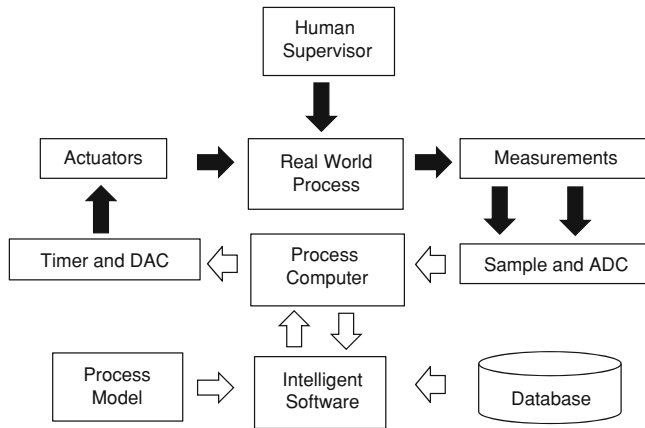 Human
Supervisor
Actuators
Real World
Process
Measurements
Timer and DAC
Process
Computer
Sample and ADC
Process
Model
Intelligent
Software
Database